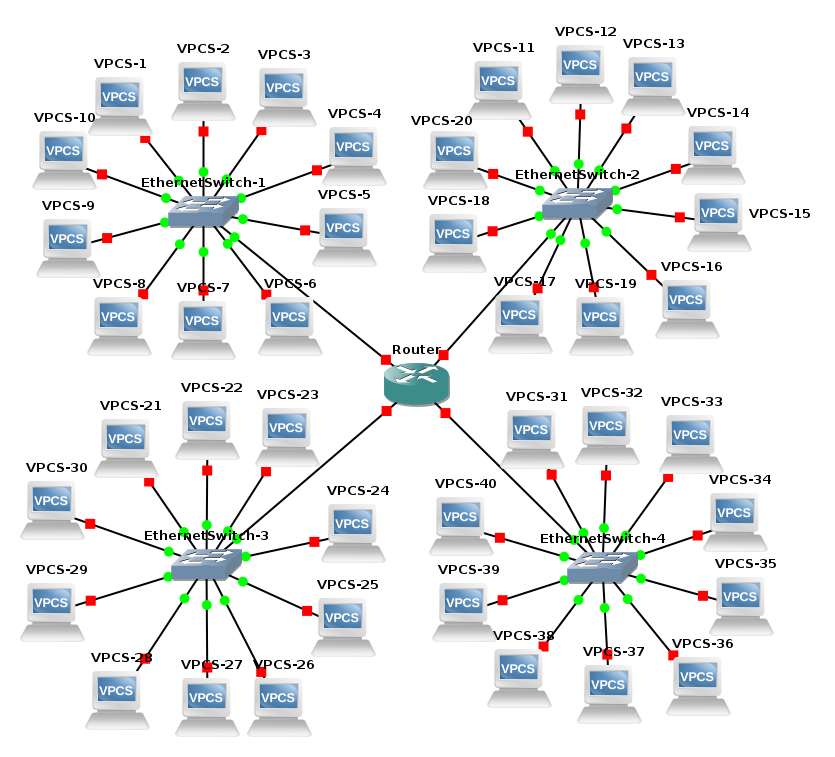 VPCS-1
VPCS
VPCS-2
VPCS
VPCS-3
VPCS
VPCS-4
VPCS
VPCS-5
VPCS
VPCS-6
VPCS
VPCS-7
VPCS
VPCS-8
VPCS
VPCS-9
VPCS
VPCS-10
VPCS
EthernetSwitch-1
VPCS-11
VPCS
VPCS-12
VPCS
VPCS-13
VPCS
VPCS-14
VPCS
VPCS-15
VPCS
VPCS-16
VPCS
VPCS-19
VPCS
VPCS-17
VPCS
VPCS-18
VPCS
VPCS-20
VPCS
EthernetSwitch-2
Router
VPCS-21
VPCS
VPCS-22
VPCS
VPCS-23
VPCS
VPCS-24
VPCS
VPCS-25
VPCS
VPCS-26
VPCS
VPCS-27
VPCS
VPCS-28
VPCS
VPCS-29
VPCS
VPCS-30
VPCS
EthernetSwitch-3
VPCS-31
VPCS
VPCS-32
VPCS
VPCS-33
VPCS
VPCS-34
VPCS
VPCS-35
VPCS
VPCS-36
VPCS
VPCS-37
VPCS
VPCS-38
VPCS
VPCS-39
VPCS
VPCS-40
VPCS
EthernetSwitch-4